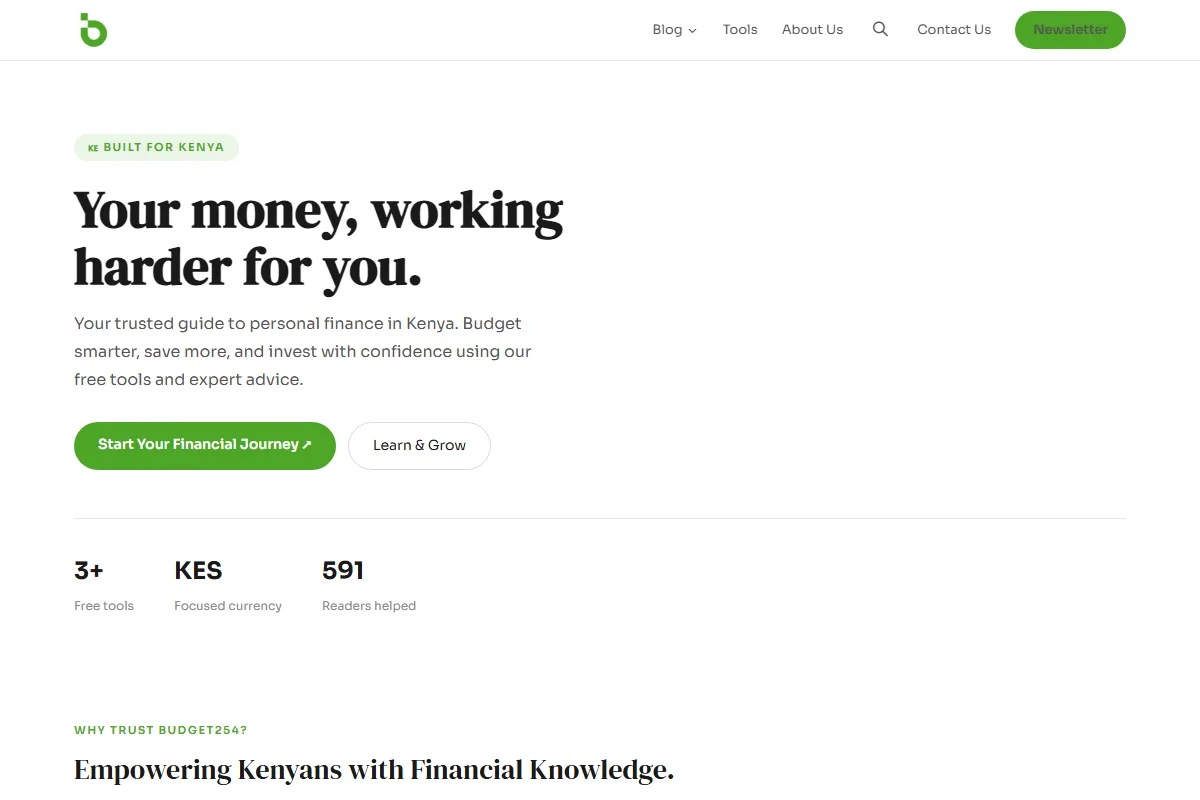 Blog
Tools
About Us
Contact Us
Newsletter
KE BUILT FOR KENYA
Your money, working
harder for you.
Your trusted guide to personal finance in Kenya. Budget
smarter, save more, and invest with confidence using our
free tools and expert advice.
Start Your Financial Journey ↗
Learn & Grow
3+
Free tools
KES
Focused currency
591
Readers helped
WHY TRUST BUDGET254?
Empowering Kenyans with Financial Knowledge.